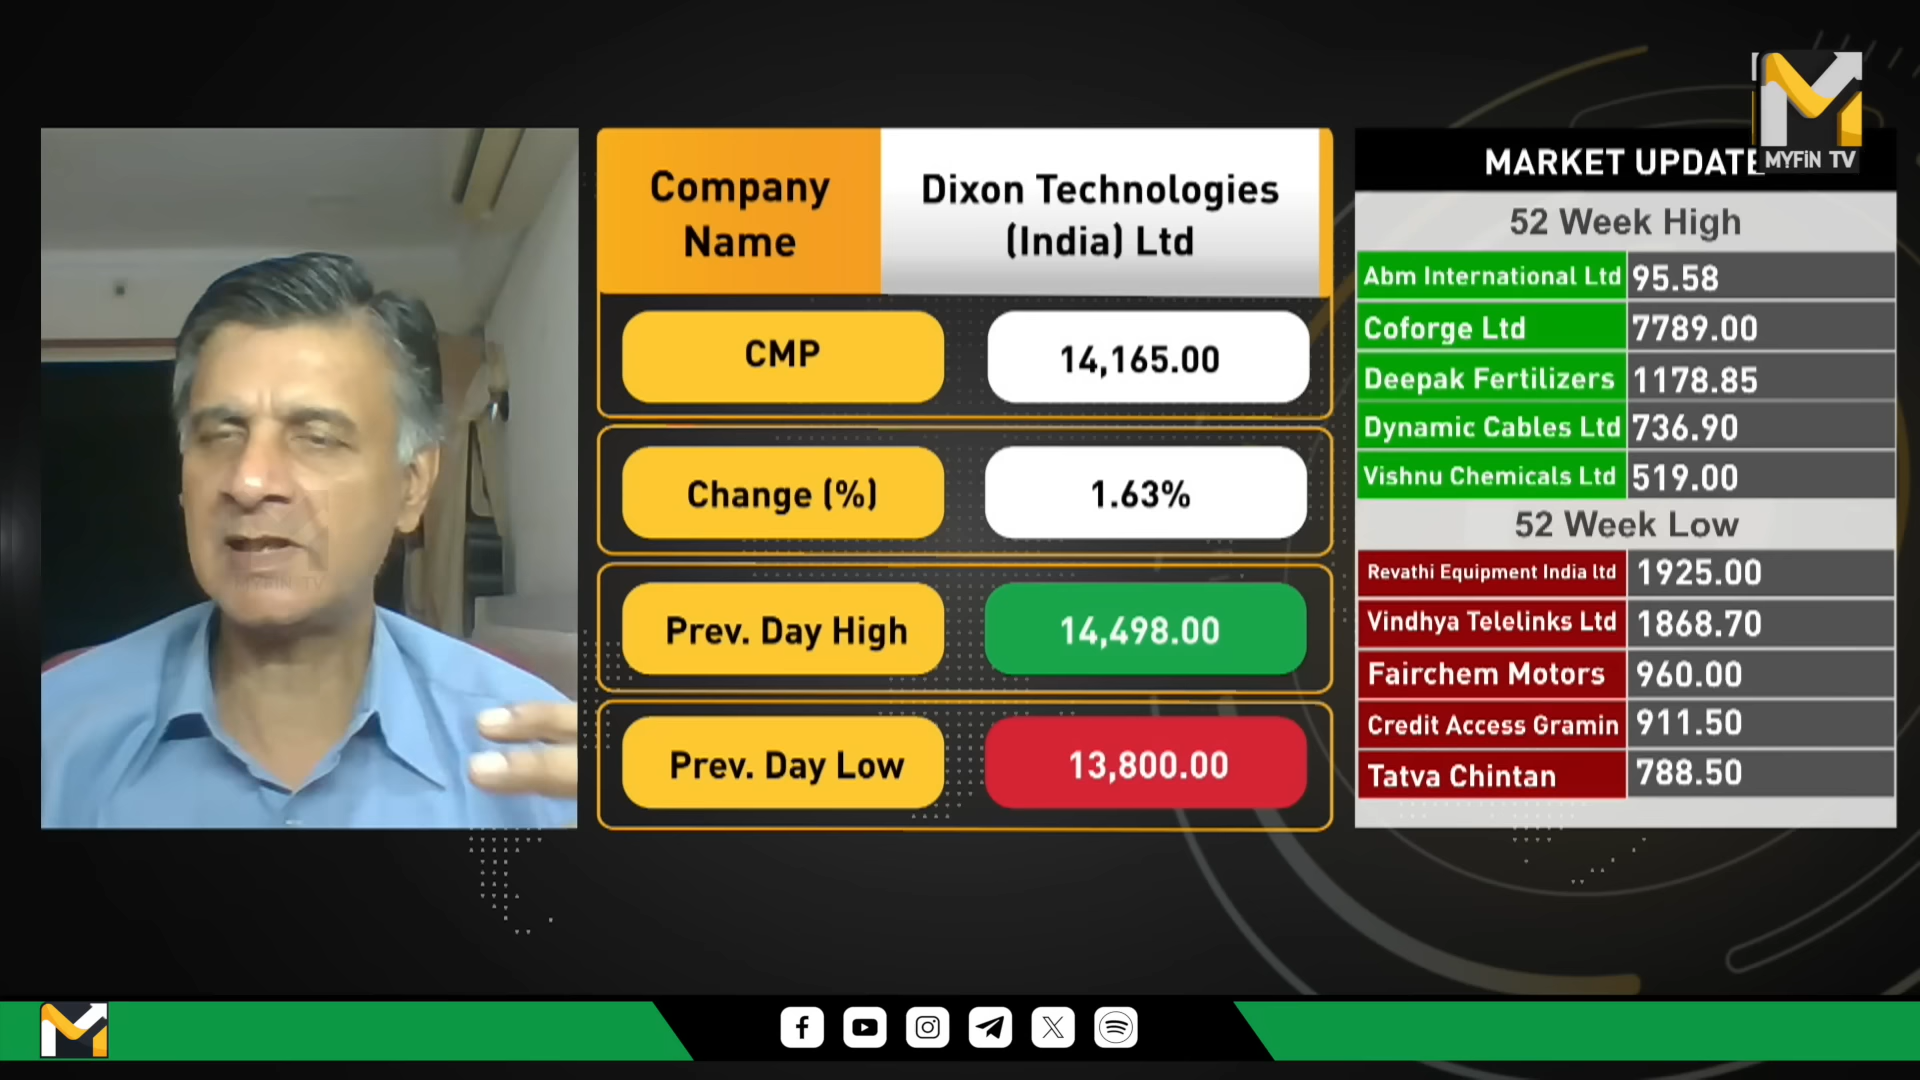 MYFiN TV
Company
Name
Dixon Technologies
(India) Ltd
CMP
14,165.00
Change (%)
1.63%
Prev. Day High
14,498.00
Prev. Day Low
13,800.00
MARKET UPDATE
52 Week High
Abm International Ltd 95.58
Coforge Ltd 7789.00
Deepak Fertilizers 1178.85
Dynamic Cables Ltd 736.90
Vishnu Chemicals Ltd 519.00
52 Week Low
Revathi Equipment India ltd 1925.00
Vindhya Telelinks Ltd 1868.70
Fairchem Motors 960.00
Credit Access Gramin 911.50
Tatva Chintan 788.50